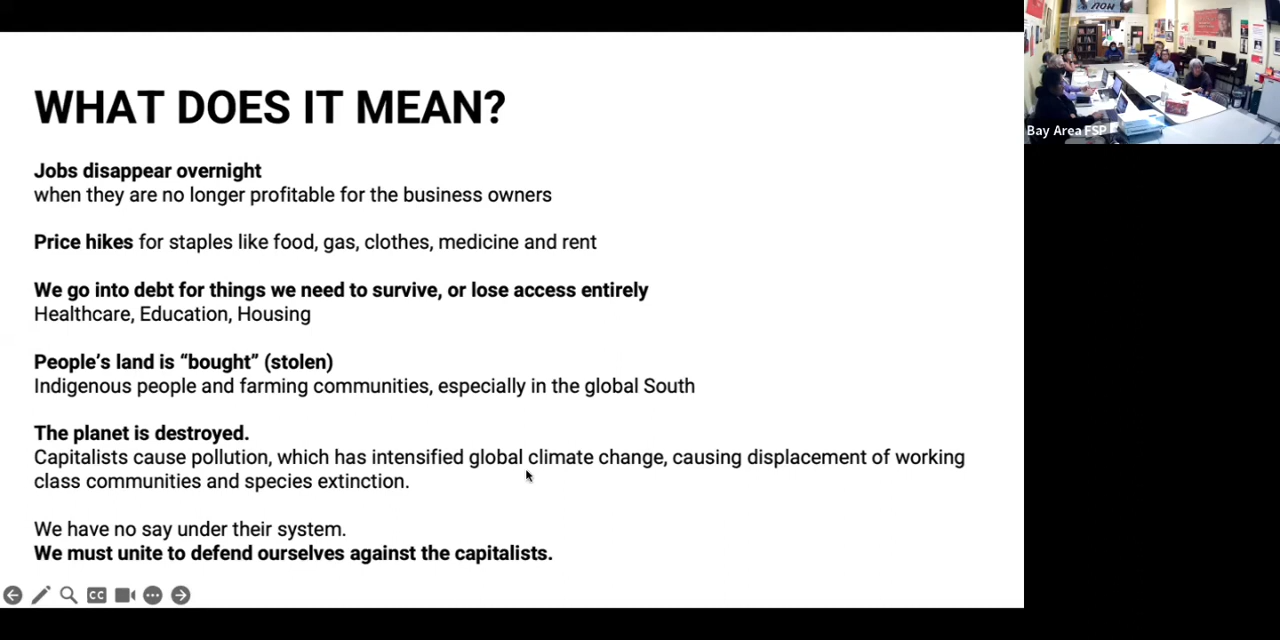 WHAT DOES IT MEAN?
Jobs disappear overnight
when they are no longer profitable for the business owners
Price hikes for staples like food, gas, clothes, medicine and rent
We go into debt for things we need to survive, or lose access entirely
Healthcare, Education, Housing
People’s land is “bought” (stolen)
Indigenous people and farming communities, especially in the global South
The planet is destroyed.
Capitalists cause pollution, which has intensified global climate change, causing displacement of working
class communities and species extinction.
We have no say under their system.
We must unite to defend ourselves against the capitalists.
CC
Bay Area FSP